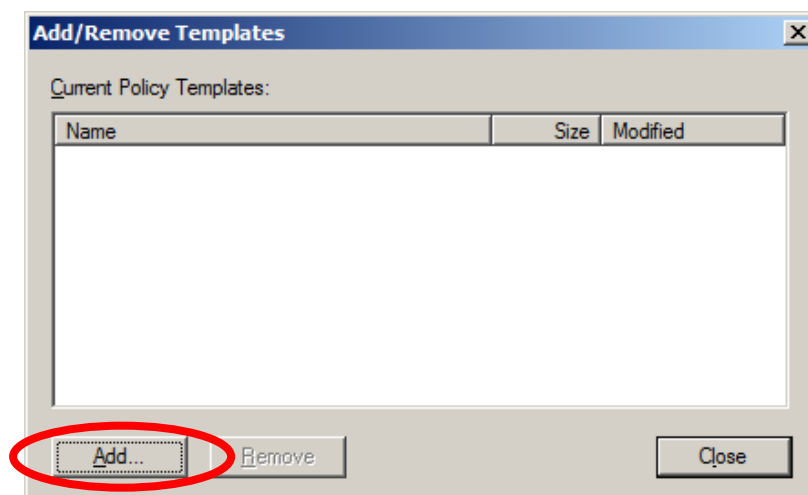 Add/Remove Templates
Current Policy Templates:
Name Size Modified
Add... Remove Close